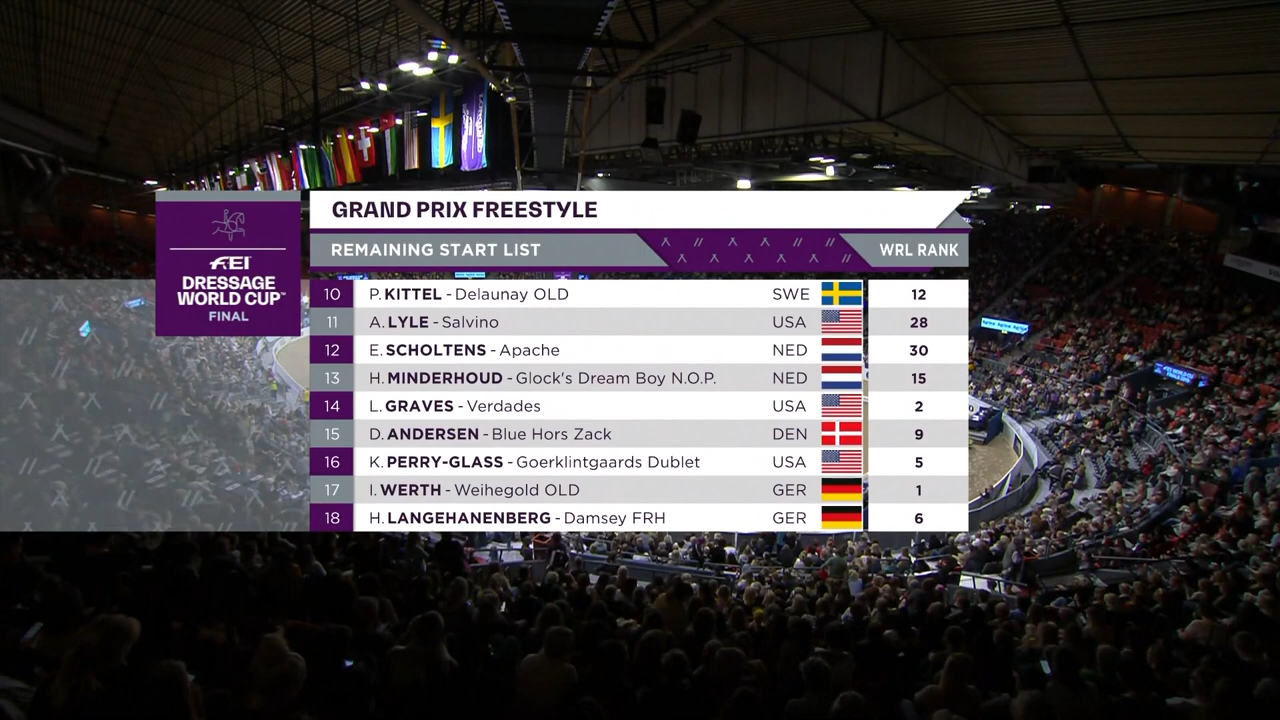 GRAND PRIX FREESTYLE
REMAINING START LIST WRL RANK
FEI
DRESSAGE
WORLD CUP™
FINAL
10 P. KITTEL - Delaunay OLD SWE 12
11 A. LYLE - Salvino USA 28
12 E. SCHOLTENS - Apache NED 30
13 H. MINDERHOUD - Glock's Dream Boy N.O.P. NED 15
14 L. GRAVES - Verdades USA 2
15 D. ANDERSEN - Blue Hors Zack DEN 9
16 K. PERRY-GLASS - Goerklintgaards Dublet USA 5
17 I. WERTH - Weihegold OLD GER 1
18 H. LANGEHANENBERG - Damsey FRH GER 6